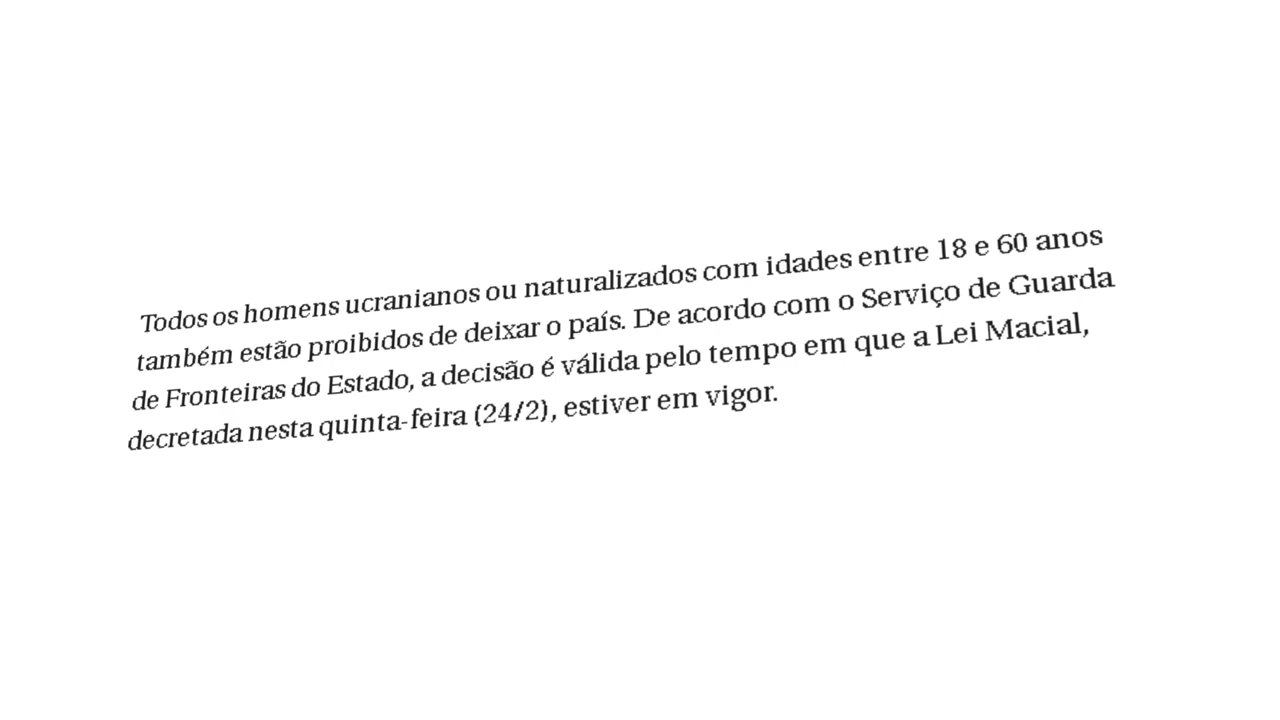 Todos os homens ucranianos ou naturalizados com idades entre 18 e 60 anos
também estão proibidos de deixar o país. De acordo com o Serviço de Guarda
de Fronteiras do Estado, a decisão é válida pelo tempo em que a Lei Macial,
decretada nesta quinta-feira (24/2), estiver em vigor.